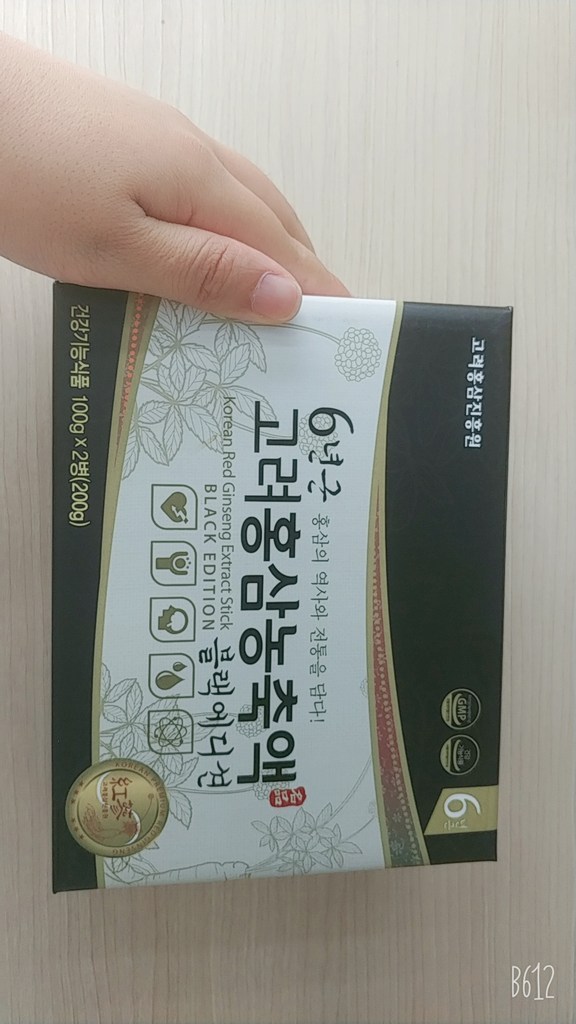 고려홍삼진흥원
GMP
6년근
홍삼의 역사와 전통을 담다!
6년근
고려홍삼농축액
블랙에디션
Korean Red Ginseng Extract Stick
BLACK EDITION
건강기능식품 100g X 2병(200g)
B612